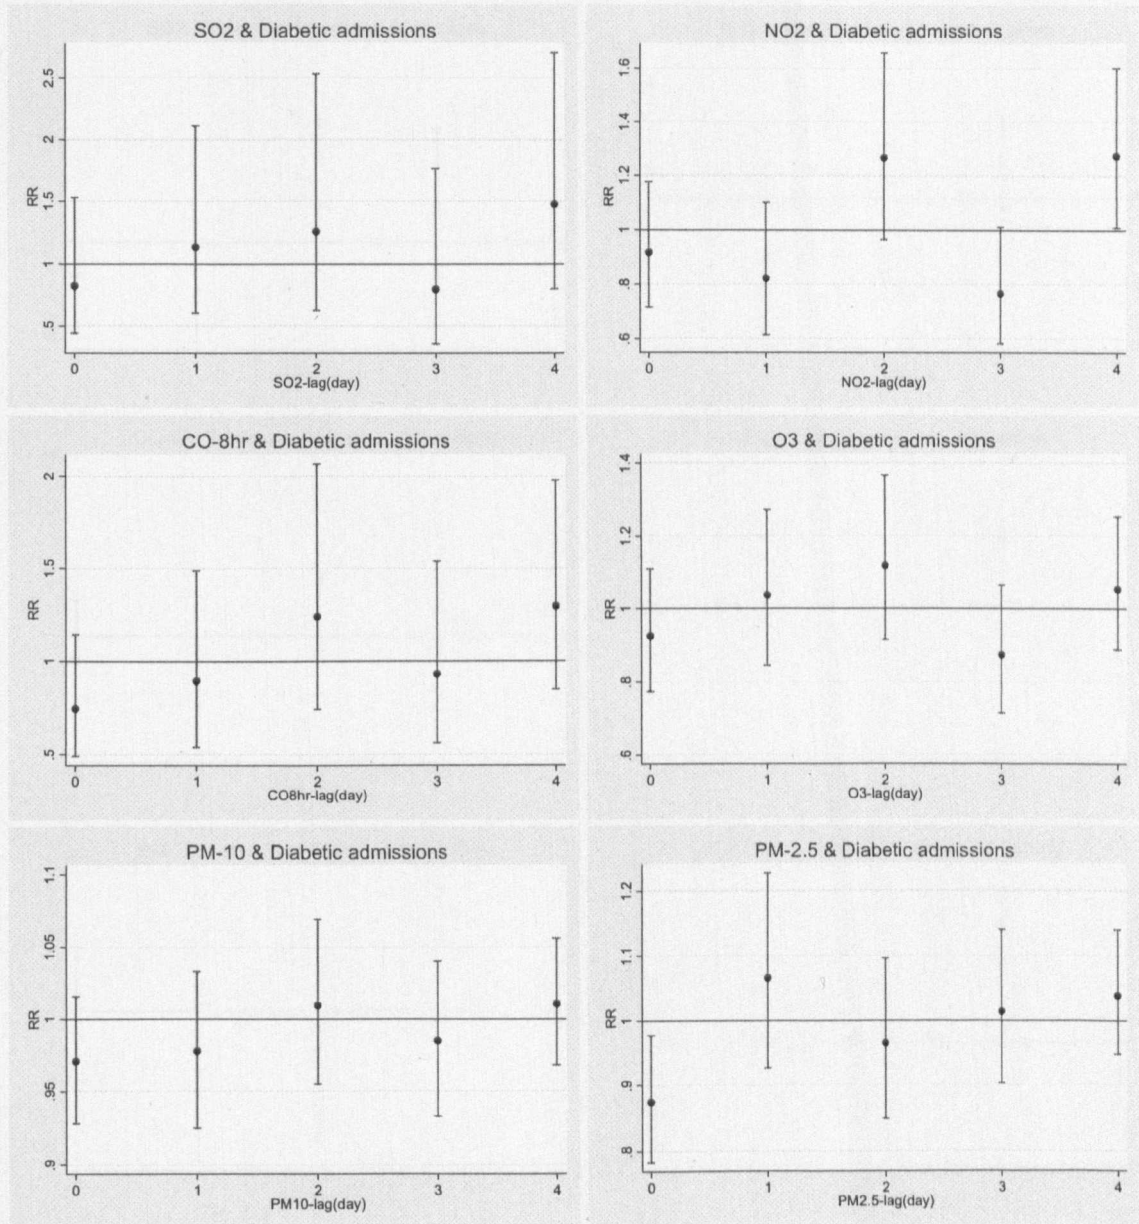 SO2 & Diabetic admissions
RR
2.5
2
1.5
1
.5
0 1 2 3 4
SO2-lag(day)
NO2 & Diabetic admissions
RR
1.6
1.4
1.2
1
.8
.6
0 1 2 3 4
NO2-lag(day)
CO-8hr & Diabetic admissions
RR
2
1.5
1
.5
0 1 2 3 4
CO8hr-lag(day)
O3 & Diabetic admissions
RR
1.4
1.2
1
.8
.6
0 1 2 3 4
O3-lag(day)
PM-10 & Diabetic admissions
RR
1.1
1.05
1
.95
.9
0 1 2 3 4
PM10-lag(day)
PM-2.5 & Diabetic admissions
RR
1.2
1.1
1
.9
.8
0 1 2 3 4
PM2.5-lag(day)